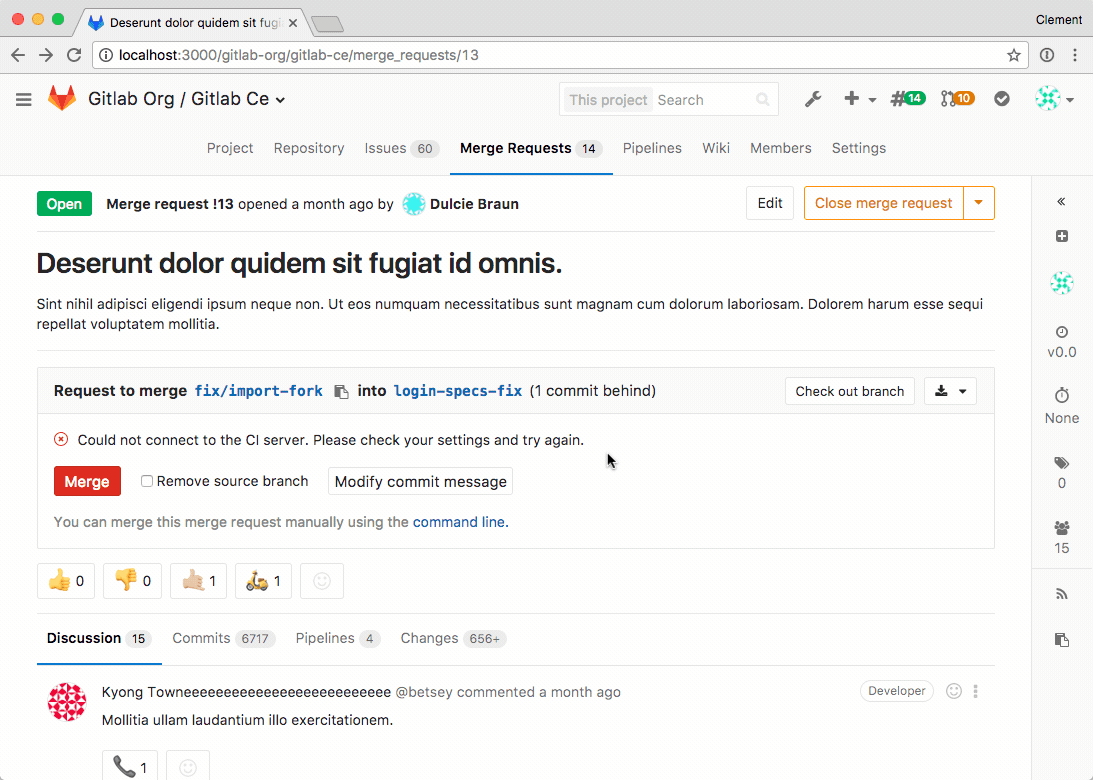 Deserunt dolor quidem sit fugi
Clement
localhost:3000/gitlab-org/gitlab-ce/merge_requests/13
Gitlab Org / Gitlab Ce
This project Search
14
10
Project Repository Issues 60 Merge Requests 14 Pipelines Wiki Members Settings
Open Merge request !13 opened a month ago by Dulcie Braun
Edit
Close merge request
Deserunt dolor quidem sit fugiat id omnis.
Sint nihil adipisci eligendi ipsum neque non. Ut eos numquam necessitatibus sunt magnam cum dolorum laboriosam. Dolorem harum esse sequi
repellat voluptatem mollitia.
Request to merge fix/import-fork into login-specs-fix (1 commit behind)
Check out branch
Could not connect to the CI server. Please check your settings and try again.
Merge Remove source branch Modify commit message
You can merge this merge request manually using the command line.
0 0 1 1
Discussion 15 Commits 6717 Pipelines 4 Changes 656+
Kyong Towneeeeeeeeeeeeeeeeeeeeeeeeee @betsey commented a month ago
Developer
Mollitia ullam laudantium illo exercitationem.
1
v0.0
None
0
15